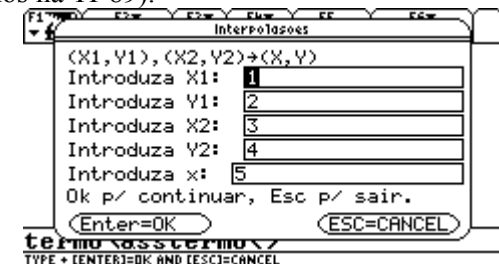 (X1,Y1),(X2,Y2)→(X,Y)
Interpolasoes
Introduza X1: 1
Introduza Y1: 2
Introduza X2: 3
Introduza Y2: 4
Introduza x: 5
Ok p/ continuar, Esc p/ sair.
Enter=OK ESC=CANCEL
TYPE + [ENTER]=OK AND [ESC]=CANCEL